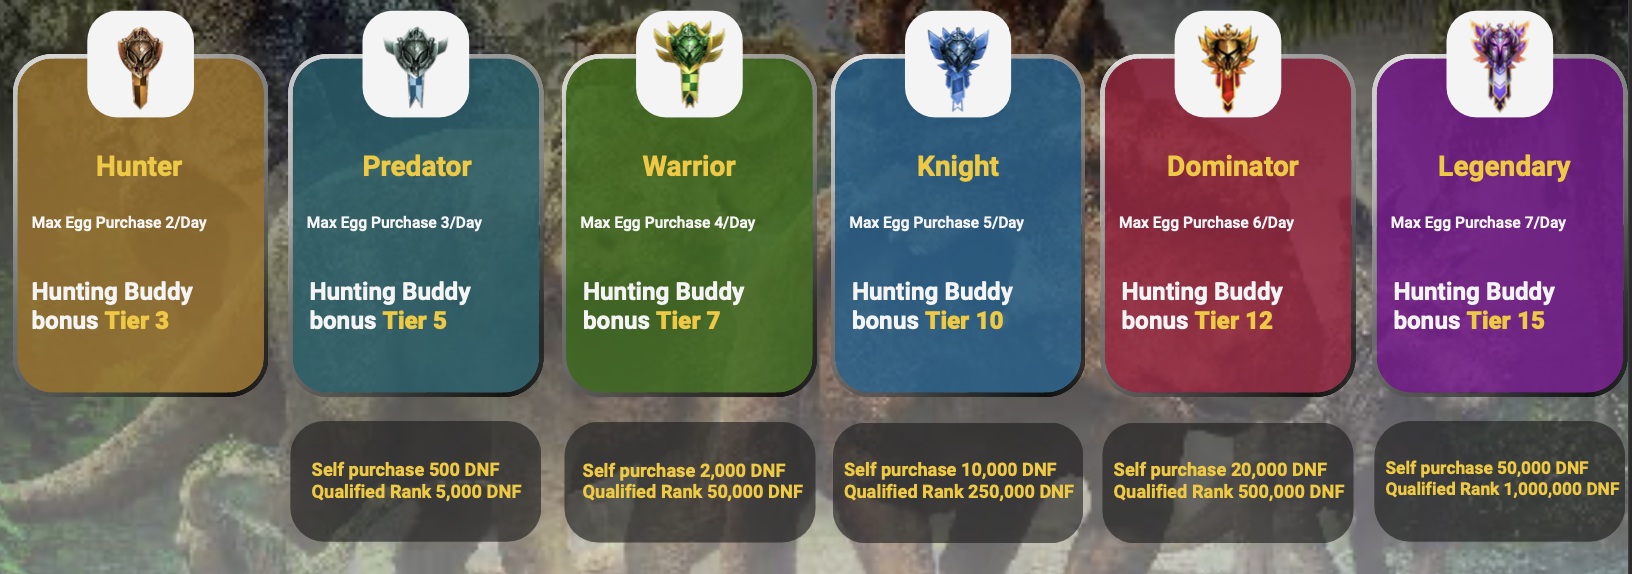 Hunter
Max Egg Purchase 2/Day
Hunting Buddy
bonus Tier 3
Predator
Max Egg Purchase 3/Day
Hunting Buddy
bonus Tier 5
Self purchase 500 DNF
Qualified Rank 5,000 DNF
Warrior
Max Egg Purchase 4/Day
Hunting Buddy
bonus Tier 7
Self purchase 2,000 DNF
Qualified Rank 50,000 DNF
Knight
Max Egg Purchase 5/Day
Hunting Buddy
bonus Tier 10
Self purchase 10,000 DNF
Qualified Rank 250,000 DNF
Dominator
Max Egg Purchase 6/Day
Hunting Buddy
bonus Tier 12
Self purchase 20,000 DNF
Qualified Rank 500,000 DNF
Legendary
Max Egg Purchase 7/Day
Hunting Buddy
bonus Tier 15
Self purchase 50,000 DNF
Qualified Rank 1,000,000 DNF